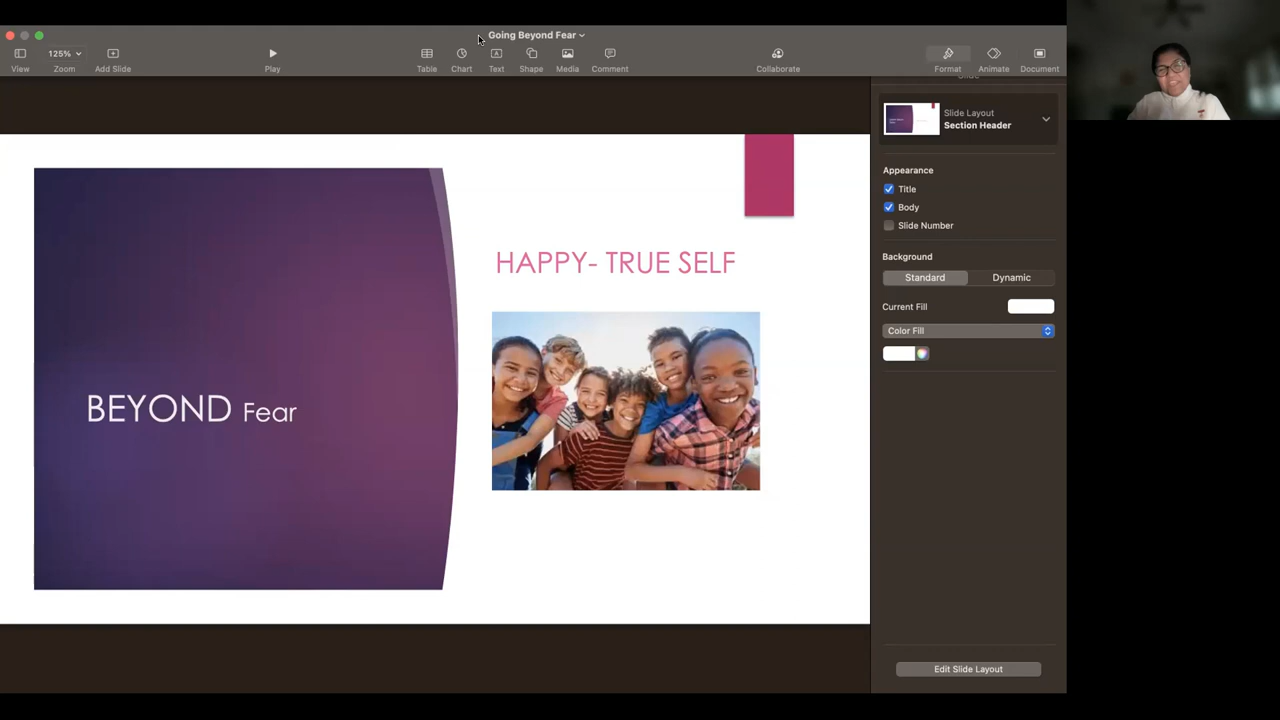 Going Beyond Fear
125%
View
Zoom
Add Slide
Play
Table
Chart
Text
Shape
Media
Comment
Collaborate
Format
Animate
Document
Slide Layout
Section Header
Appearance
Title
Body
Slide Number
Background
Standard
Dynamic
Current Fill
Color Fill
Edit Slide Layout
HAPPY- TRUE SELF
BEYOND Fear